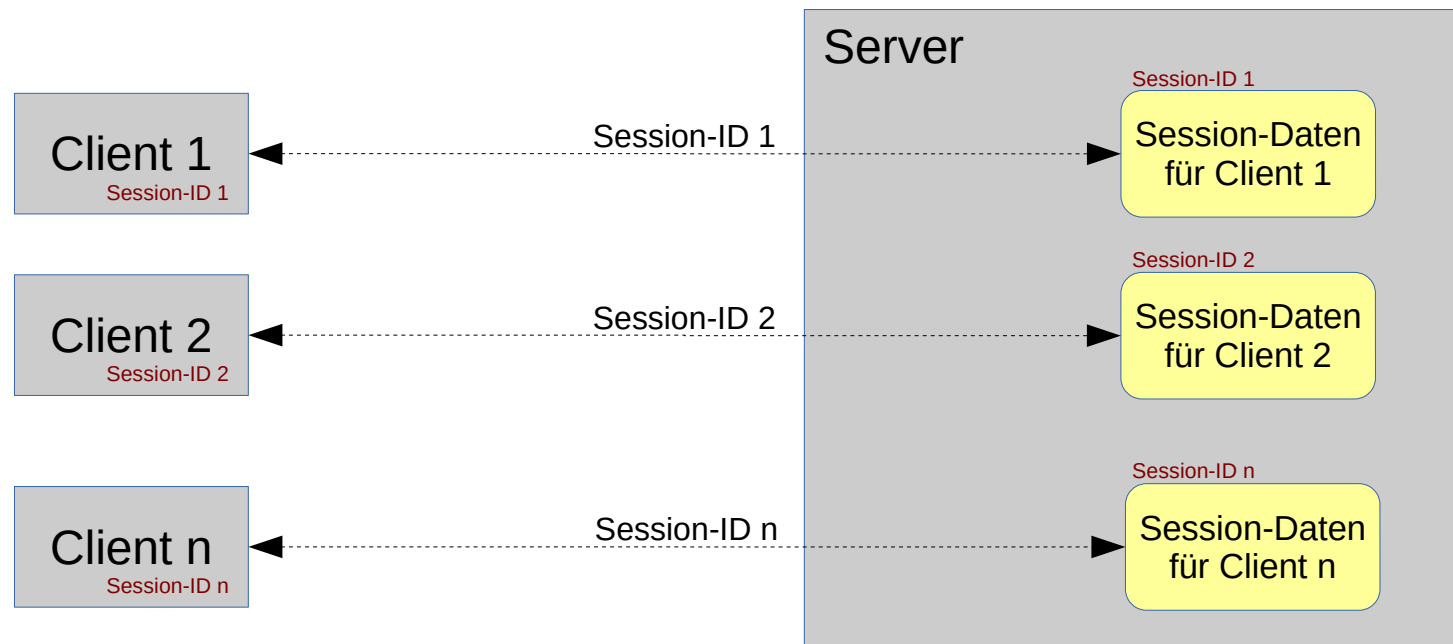 Server
Session-ID 1
Client 1
Session-ID 1
Session-ID 1
Session-Daten
für Client 1
Session-ID 2
Client 2
Session-ID 2
Session-ID 2
Session-Daten
für Client 2
Session-ID n
Client n
Session-ID n
Session-ID n
Session-Daten
für Client n